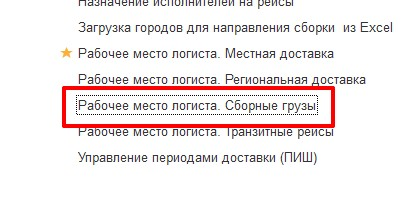 Назначение исполнителей на рейсы
Загрузка городов для направления сборки из Excel
Рабочее место логиста. Местная доставка
Рабочее место логиста. Региональная доставка
Рабочее место логиста. Сборные грузы
Рабочее место логиста. Транзитные рейсы
Управление периодами доставки (ПИШ)